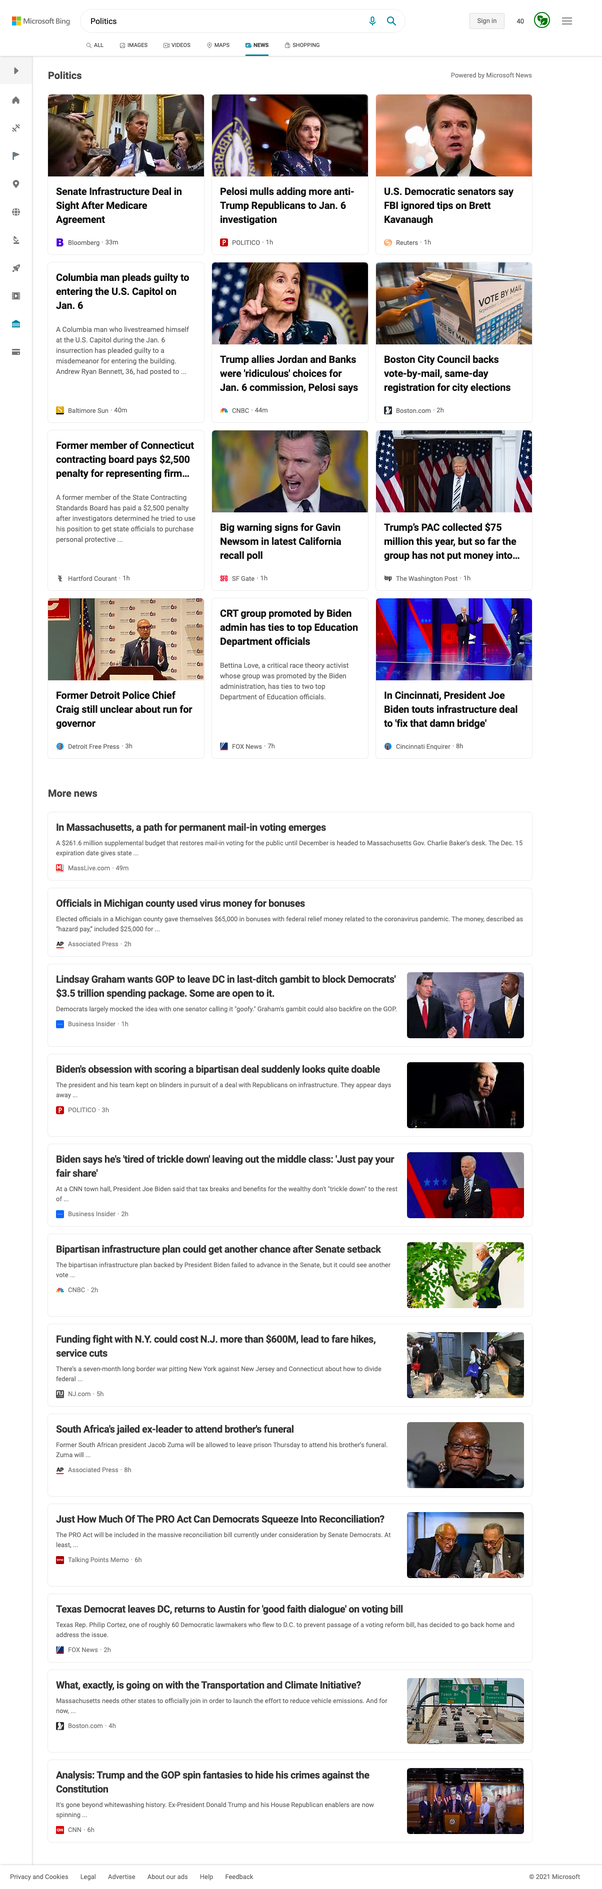 Microsoft Bing
Politics
Sign in
40
ALL
IMAGES
VIDEOS
MAPS
NEWS
SHOPPING
Politics
Powered by Microsoft News
Senate Infrastructure Deal in
Sight After Medicare
Agreement
Bloomberg · 33m
Pelosi mulls adding more anti-
Trump Republicans to Jan. 6
investigation
POLITICO · 1h
U.S. Democratic senators say
FBI ignored tips on Brett
Kavanaugh
Reuters · 1h
Columbia man pleads guilty to
entering the U.S. Capitol on
Jan. 6
A Columbia man who livestreamed himself
at the U.S. Capitol during the Jan. 6
insurrection has pleaded guilty to a
misdemeanor for entering the building.
Andrew Ryan Bennett, 36, had posted to ...
Baltimore Sun · 40m
Trump allies Jordan and Banks
were 'ridiculous' choices for
Jan. 6 commission, Pelosi says
CNBC · 44m
VOTE BY MAIL
Boston City Council backs
vote-by-mail, same-day
registration for city elections
Boston.com · 2h
Former member of Connecticut
contracting board pays $2,500
penalty for representing firm...
A former member of the State Contracting
Standards Board has paid a $2,500 penalty
after investigators determined he tried to use
his position to get state officials to purchase
personal protective ...
Hartford Courant · 1h
Big warning signs for Gavin
Newsom in latest California
recall poll
SF Gate · 1h
Trump's PAC collected $75
million this year, but so far the
group has not put money into...
The Washington Post · 1h
Former Detroit Police Chief
Craig still unclear about run for
governor
Detroit Free Press · 3h
CRT group promoted by Biden
admin has ties to top Education
Department officials
Bettina Love, a critical race theory activist
whose group was promoted by the Biden
administration, has ties to two top
Department of Education officials.
FOX News · 7h
In Cincinnati, President Joe
Biden touts infrastructure deal
to 'fix that damn bridge'
Cincinnati Enquirer · 8h
More news
In Massachusetts, a path for permanent mail-in voting emerges
A $261.6 million supplemental budget that restores mail-in voting for the public until December is headed to Massachusetts Gov. Charlie Baker's desk. The Dec. 15
expiration date gives state ...
MassLive.com · 49m
Officials in Michigan county used virus money for bonuses
Elected officials in a Michigan county gave themselves $65,000 in bonuses with federal relief money related to the coronavirus pandemic. The money, described as
"hazard pay," included $25,000 for ...
AP Associated Press · 2h
Lindsay Graham wants GOP to leave DC in last-ditch gambit to block Democrats'
$3.5 trillion spending package. Some are open to it.
Democrats largely mocked the idea with one senator calling it "goofy." Graham's gambit could also backfire on the GOP.
Business Insider · 1h
Biden's obsession with scoring a bipartisan deal suddenly looks quite doable
The president and his team kept on blinders in pursuit of a deal with Republicans on infrastructure. They appear days
away ...
POLITICO · 3h
Biden says he's 'tired of trickle down' leaving out the middle class: 'Just pay your
fair share'
At a CNN town hall, President Joe Biden said that tax breaks and benefits for the wealthy don't "trickle down" to the rest
of ...
Business Insider · 2h
Bipartisan infrastructure plan could get another chance after Senate setback
The bipartisan infrastructure plan backed by President Biden failed to advance in the Senate, but it could see another
vote ...
CNBC · 2h
Funding fight with N.Y. could cost N.J. more than $600M, lead to fare hikes,
service cuts
There's a seven-month long border war pitting New York against New Jersey and Connecticut about how to divide
federal ...
NJ.com · 5h
South Africa's jailed ex-leader to attend brother's funeral
Former South African president Jacob Zuma will be allowed to leave prison Thursday to attend his brother's funeral.
Zuma will ...
AP Associated Press · 8h
Just How Much Of The PRO Act Can Democrats Squeeze Into Reconciliation?
The PRO Act will be included in the massive reconciliation bill currently under consideration by Senate Democrats. At
least, ...
Talking Points Memo · 6h
Texas Democrat leaves DC, returns to Austin for 'good faith dialogue' on voting bill
Texas Rep. Philip Cortez, one of roughly 60 Democratic lawmakers who flew to D.C. to prevent passage of a voting reform bill, has decided to go back home and
address the issue.
FOX News · 2h
What, exactly, is going on with the Transportation and Climate Initiative?
Massachusetts needs other states to officially join in order to launch the effort to reduce vehicle emissions. And for
now, ...
Boston.com · 4h
Analysis: Trump and the GOP spin fantasies to hide his crimes against the
Constitution
It's gone beyond whitewashing history. Ex-President Donald Trump and his House Republican enablers are now
spinning ...
CNN · 6h
Privacy and Cookies
Legal
Advertise
About our ads
Help
Feedback
© 2021 Microsoft